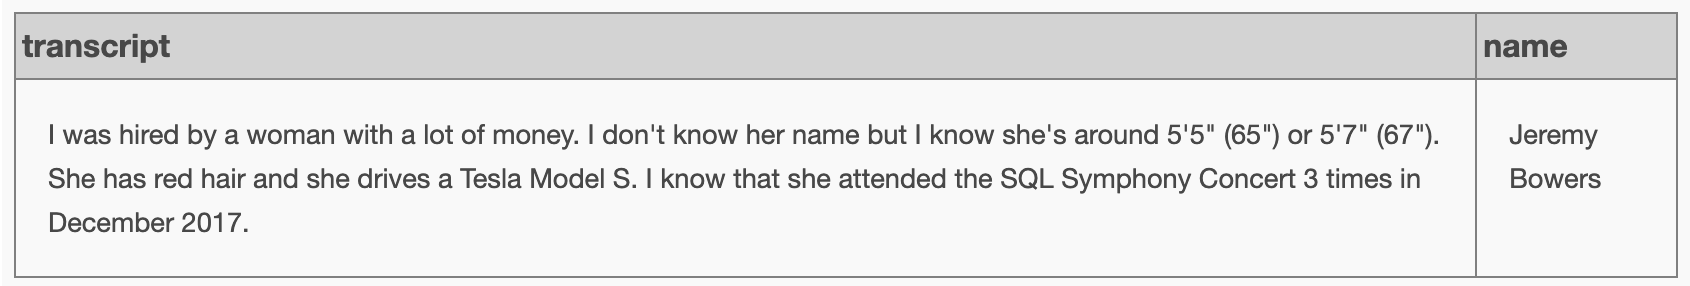 transcript name
I was hired by a woman with a lot of money. I don't know her name but I know she's around 5'5" (65") or 5'7" (67"). Jeremy
She has red hair and she drives a Tesla Model S. I know that she attended the SQL Symphony Concert 3 times in Bowers
December 2017.